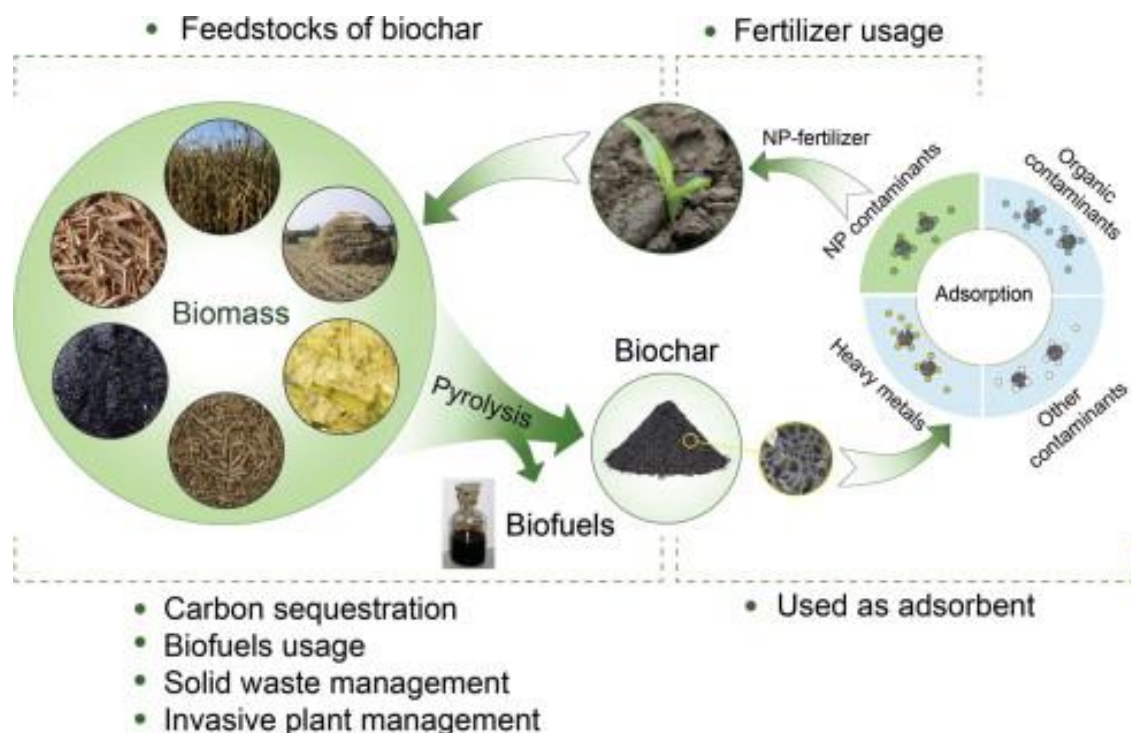 • Feedstocks of biochar
• Fertilizer usage
NP-fertilizer
NP contaminants
Organic
contaminants
Adsorption
Biomass
Heavy metals
Other
contaminants
Biochar
Pyrolysis
Biofuels
• Carbon sequestration
• Biofuels usage
• Solid waste management
• Invasive plant management
• Used as adsorbent